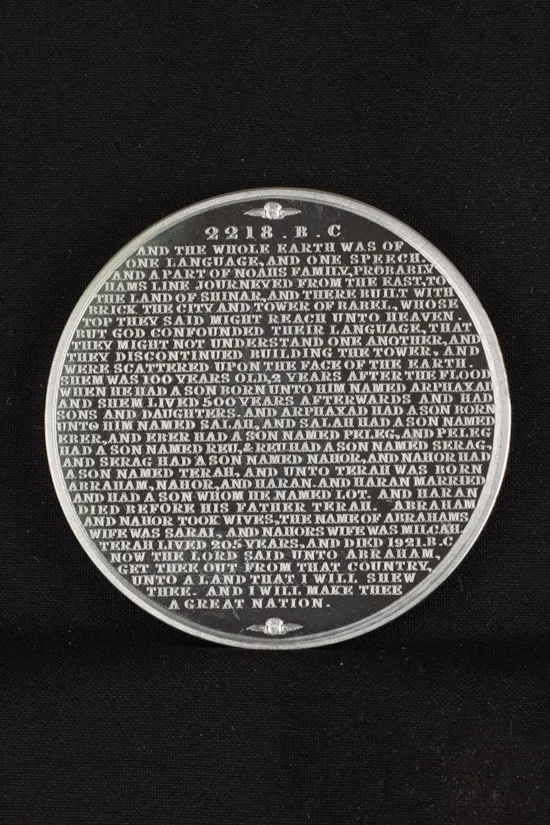 2218 . B . C
AND THE WHOLE EARTH WAS OF
ONE LANGUAGE, AND ONE SPEECH.
AND A PART OF NOAHS FAMILY, PROBABLY
HAMS LINE JOURNEYED FROM THE EAST, TO
THE LAND OF SHINAR, AND THERE BUILT WITH
BRICK THE CITY AND TOWER OF BABEL, WHOSE
TOP THEY SAID MIGHT REACH UNTO HEAVEN.
BUT GOD CONFOUNDED THEIR LANGUAGE, THAT
THEY MIGHT NOT UNDERSTAND ONE ANOTHER, AND
THEY DISCONTINUED BUILDING THE TOWER, AND
WERE SCATTERED UPON THE FACE OF THE EARTH.
SHEM WAS 100 YEARS OLD, 2 YEARS AFTER THE FLOOD
WHEN HE HAD A SON BORN UNTO HIM NAMED ARPHAXAD
AND SHEM LIVED 500 YEARS AFTERWARDS AND HAD
SONS AND DAUGHTERS. AND ARPHAXAD HAD A SON BORN
UNTO HIM NAMED SALAH, AND SALAH HAD A SON NAMED
EBER, AND EBER HAD A SON NAMED PELEG, AND PELEG
HAD A SON NAMED REU, & REU HAD A SON NAMED SERAG,
AND SERAG HAD A SON NAMED NAHOR, AND NAHOR HAD
A SON NAMED TERAH, AND UNTO TERAH WAS BORN
ABRAHAM, NAHOR, AND HARAN. AND HARAN MARRIED
AND HAD A SON WHOM HE NAMED LOT. AND HARAN
DIED BEFORE HIS FATHER TERAH. ABRAHAM
AND NAHOR TOOK WIVES, THE NAME OF ABRAHAMS
WIFE WAS SARAI, AND NAHORS WIFE WAS MILCAH.
TERAH LIVED 205 YEARS, AND DIED 1921. B.C.
NOW THE LORD SAID UNTO ABRAHAM,
GET THEE OUT FROM THAT COUNTRY,
UNTO A LAND THAT I WILL SHEW
THEE. AND I WILL MAKE THEE
A GREAT NATION.